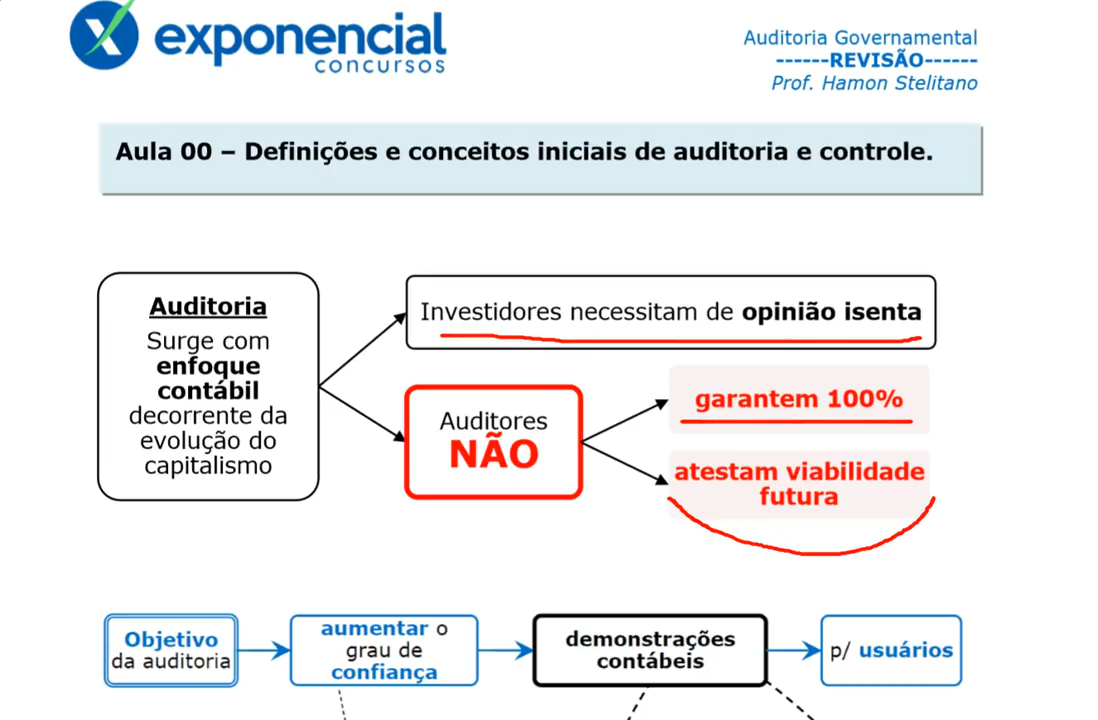 exponencial
concursos
Auditoria Governamental
------REVISÃO------
Prof. Hamon Stelitano
Aula 00 – Definições e conceitos iniciais de auditoria e controle.
Auditoria
Surge com
enfoque
contábil
decorrente da
evolução do
capitalismo
Investidores necessitam de opinião isenta
Auditores
NÃO
garantem 100%
atestam viabilidade
futura
Objetivo
da auditoria
aumentar o
grau de
confiança
demonstrações
contábeis
p/ usuários